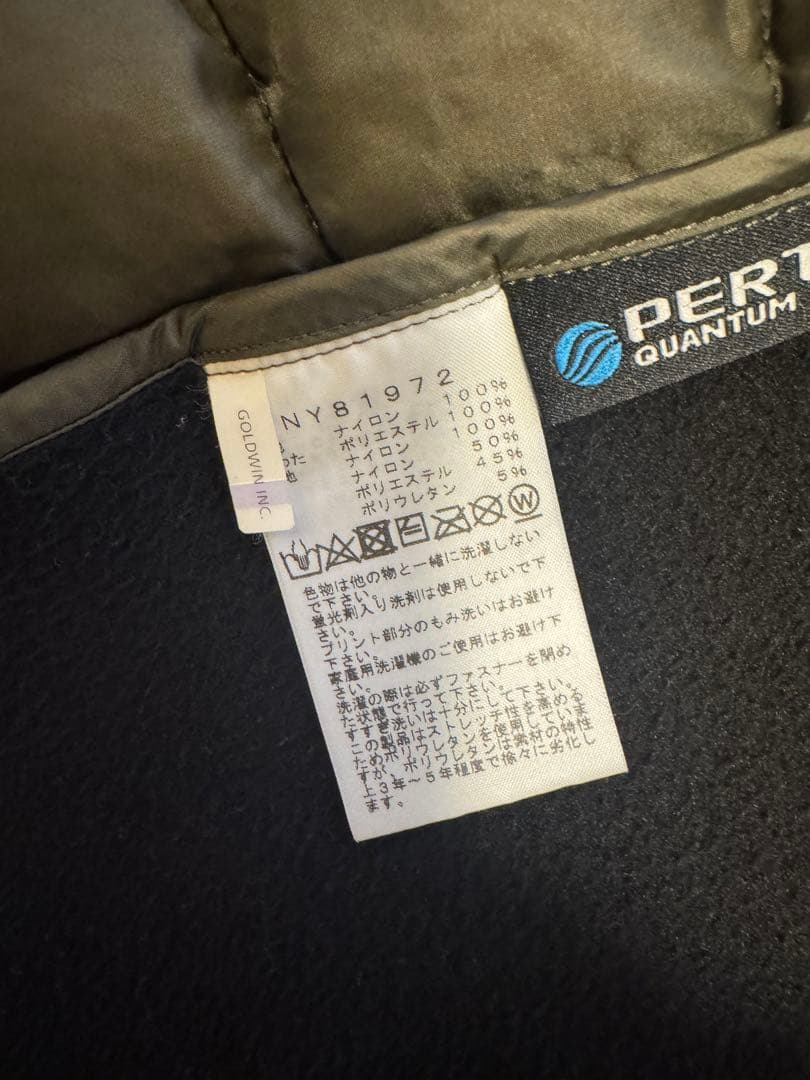 GOLDWIN INC.
NY81972
ナイロン 100%
ポリエステル 100%
った ナイロン 100%
地 ナイロン 50%
ポリエステル 45%
ポリウレタン 5%
W
色物は他の物と一緒に洗濯しない
で下さい。
蛍光剤入り洗剤は使用しないで下
さい。
プリント部分のもみ洗いはお避け
下さい。
家庭用洗濯機のご使用はお避け下
さい。
洗濯の際は必ずファスナーを閉め
た状態で行って下さい。
すすぎ洗いは十分にして下さい。
この製品はストレッチ性を高める
ためポリウレタンを使用していま
すが、ポリウレタンは素材の特性
上3年～5年程度で徐々に劣化し
ます。
PERT
QUANTUM